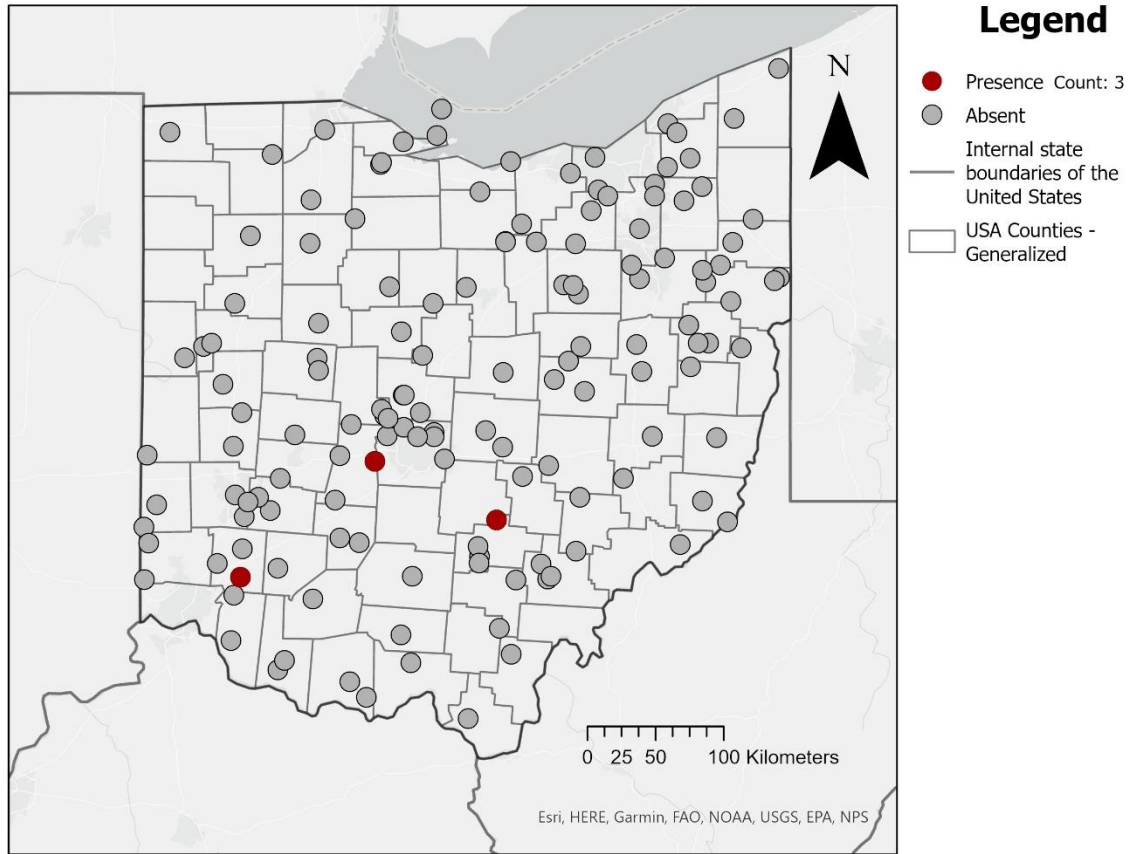 Legend
N
Presence Count: 3
Absent
Internal state
boundaries of the
United States
USA Counties -
Generalized
0 25 50 100 Kilometers
Esri, HERE, Garmin, FAO, NOAA, USGS, EPA, NPS